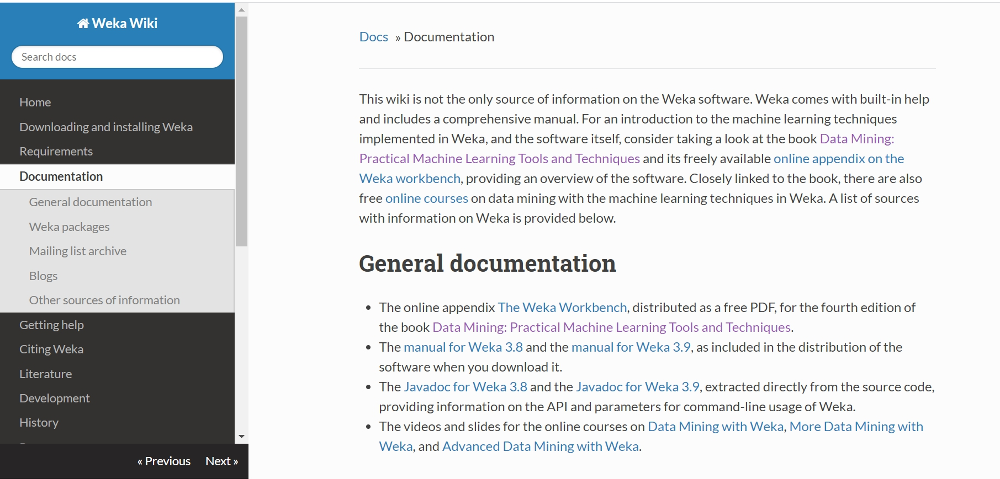 Weka Wiki
Search docs
Home
Downloading and installing Weka
Requirements
Documentation
General documentation
Weka packages
Mailing list archive
Blogs
Other sources of information
Getting help
Citing Weka
Literature
Development
History
« Previous Next »
Docs » Documentation
This wiki is not the only source of information on the Weka software. Weka comes with built-in help
and includes a comprehensive manual. For an introduction to the machine learning techniques
implemented in Weka, and the software itself, consider taking a look at the book Data Mining:
Practical Machine Learning Tools and Techniques and its freely available online appendix on the
Weka workbench, providing an overview of the software. Closely linked to the book, there are also
free online courses on data mining with the machine learning techniques in Weka. A list of sources
with information on Weka is provided below.
General documentation
• The online appendix The Weka Workbench, distributed as a free PDF, for the fourth edition of
the book Data Mining: Practical Machine Learning Tools and Techniques.
• The manual for Weka 3.8 and the manual for Weka 3.9, as included in the distribution of the
software when you download it.
• The Javadoc for Weka 3.8 and the Javadoc for Weka 3.9, extracted directly from the source code,
providing information on the API and parameters for command-line usage of Weka.
• The videos and slides for the online courses on Data Mining with Weka, More Data Mining with
Weka, and Advanced Data Mining with Weka.